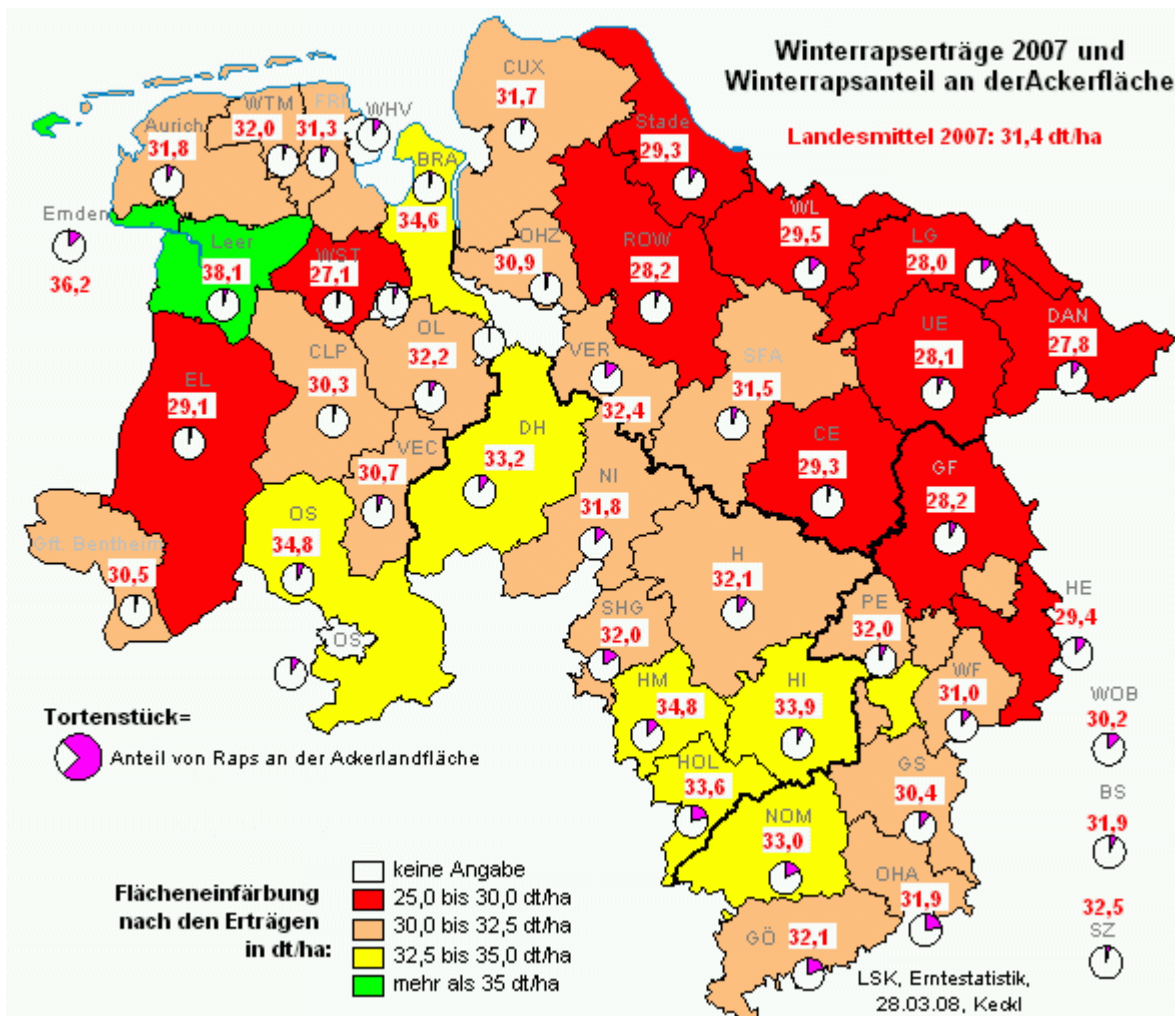 Winterrapserträge 2007 und
Winterrapsanteil an derAckerfläche
Landesmittel 2007: 31,4 dt/ha
CUX
31,7
WTM
32,0
FRI
31,3
WHV
Aurich
31,8
Stade
29,3
BRA
34,6
Emden
36,2
Leer
38,1
WST
27,1
OHZ
30,9
ROW
28,2
WL
29,5
LG
28,0
UE
28,1
DAN
27,8
CLP
30,3
OL
32,2
VER
32,4
SFA
31,5
EL
29,1
VEC
30,7
DH
33,2
NI
31,8
CE
29,3
GF
28,2
OS
34,8
Gft. Bentheim
30,5
H
32,1
SHG
32,0
PE
32,0
HE
29,4
OS
HM
34,8
HI
33,9
WF
31,0
WOB
30,2
HOL
33,6
GS
30,4
BS
31,9
NOM
33,0
OHA
31,9
GÖ 32,1
32,5
SZ
Tortenstück=
Anteil von Raps an der Ackerlandfläche
Flächeneinfärbung
nach den Erträgen
in dt/ha:
keine Angabe
25,0 bis 30,0 dt/ha
30,0 bis 32,5 dt/ha
32,5 bis 35,0 dt/ha
mehr als 35 dt/ha
LSK, Erntestatistik,
28.03.08, Keckl